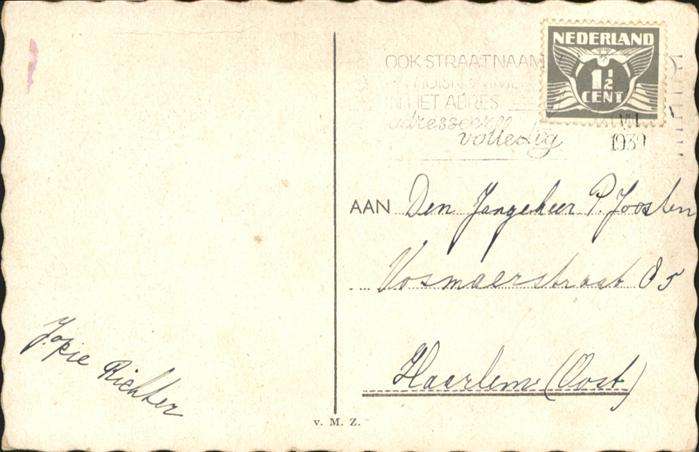 OOK STRAATNAAM
IN HET ADRES
adresseer volledig
NEDERLAND
1½
CENT
AAN Den Jongeheer P. Joosten
Vosmaerstraat 85
Haarlem (Oost)
Jopie Richter
v. M. Z.